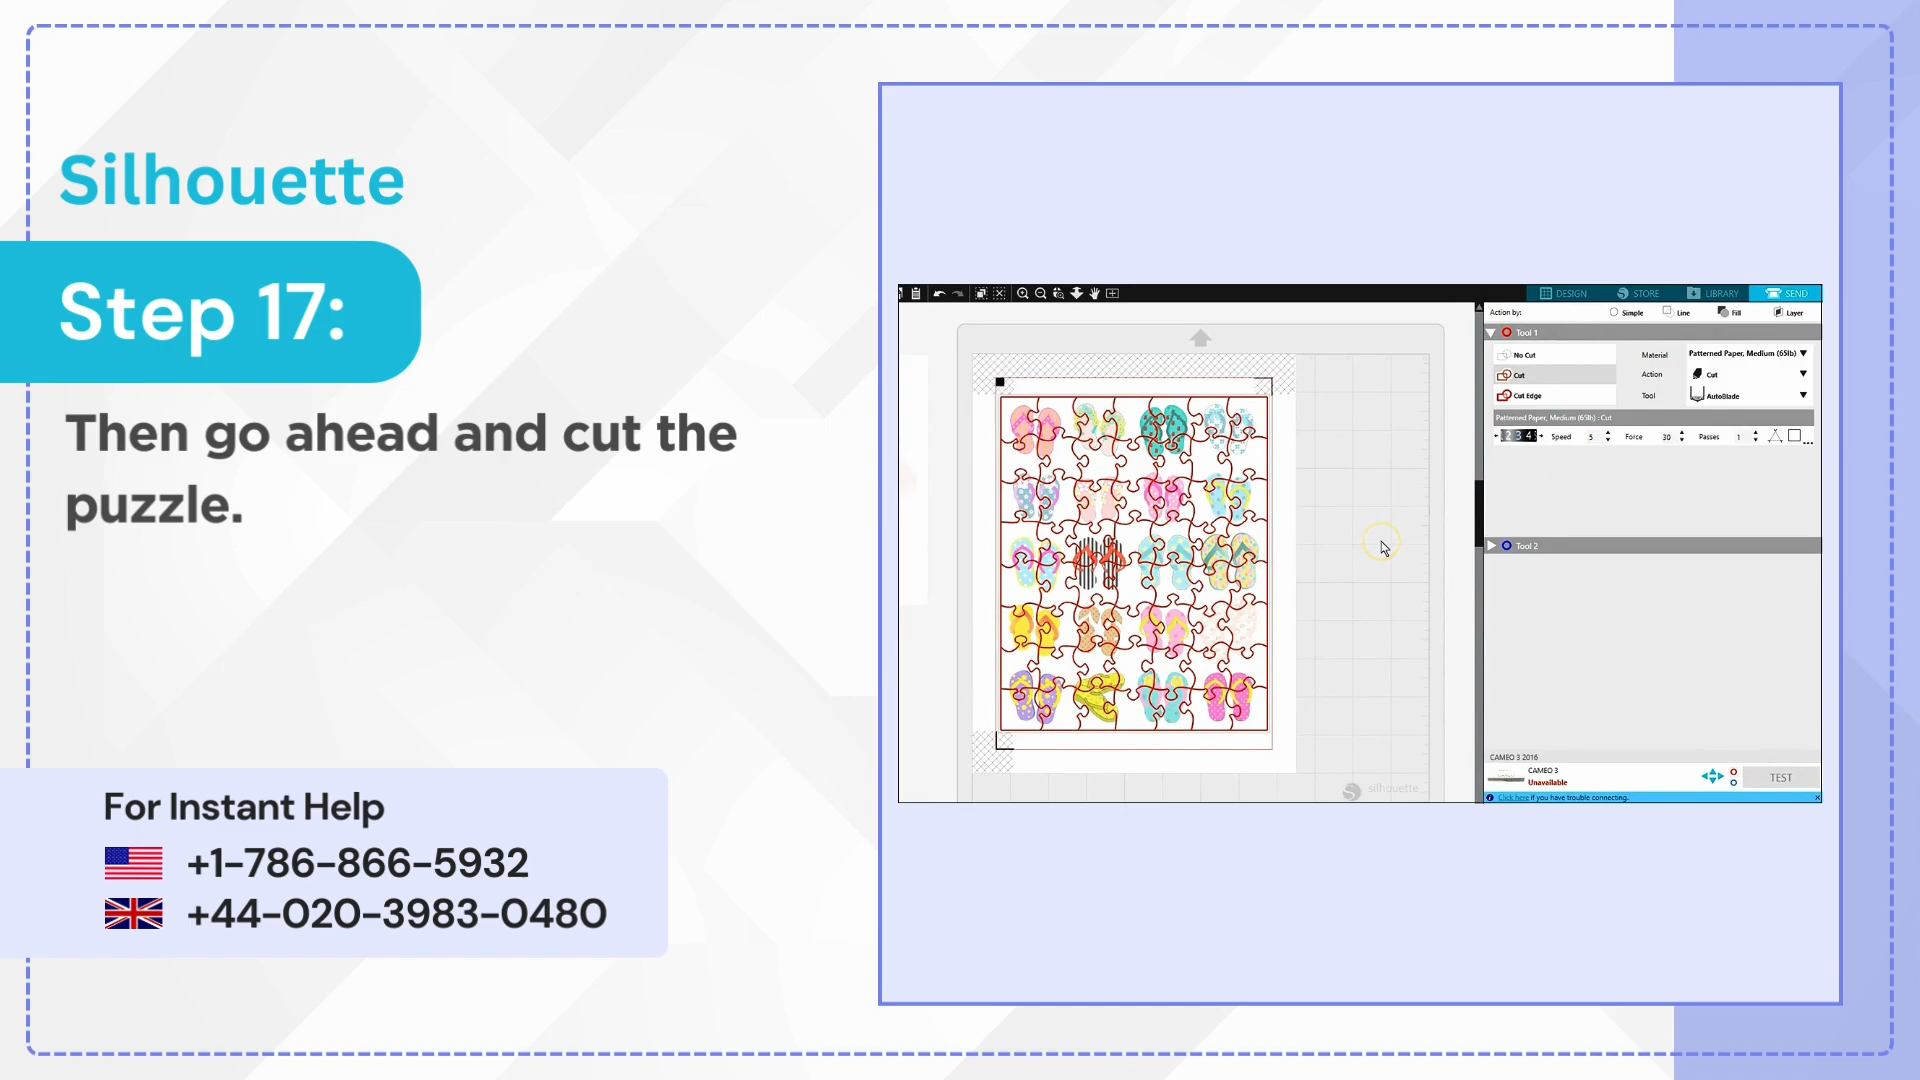 Silhouette
Step 17:
Then go ahead and cut the
puzzle.
For Instant Help
+1-786-866-5932
+44-020-3983-0480
DESIGN
STORE
LIBRARY
SEND
Action by:
Simple
Line
Fill
Layer
Tool 1
No Cut
Material
Patterned Paper, Medium (65lb)
Cut
Action
Cut
Cut Edge
Tool
AutoBlade
Patterned Paper, Medium (65lb) : Cut
2 3 4
Speed
5
Force
30
Passes
1
Tool 2
CAMEO 3 2016
CAMEO 3
Unavailable
TEST
Click here if you have trouble connecting.
silhouette